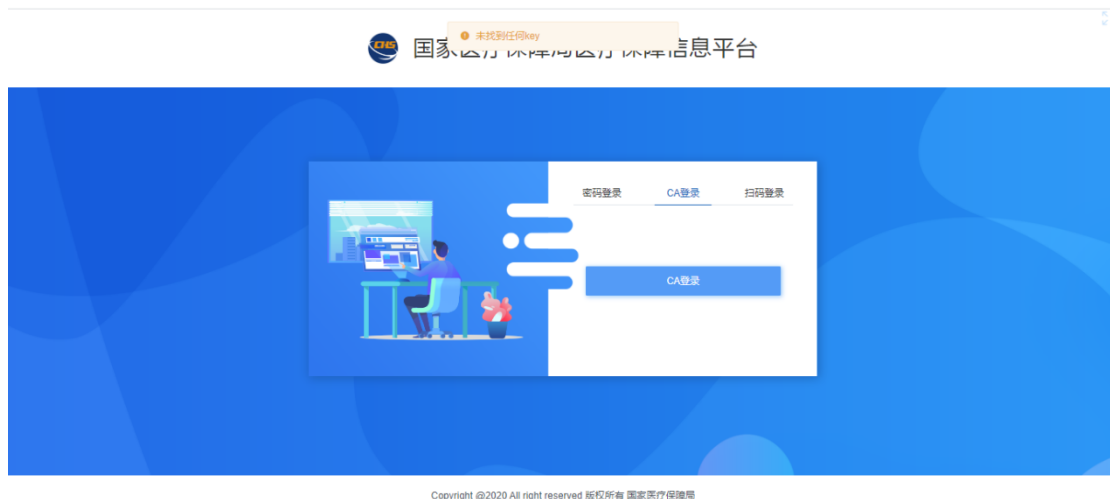 未找到任何key
CHS
国家医疗保障局医疗保障信息平台
密码登录 CA登录 扫码登录
CA登录
Copyright @2020 All right reserved 版权所有 国家医疗保障局